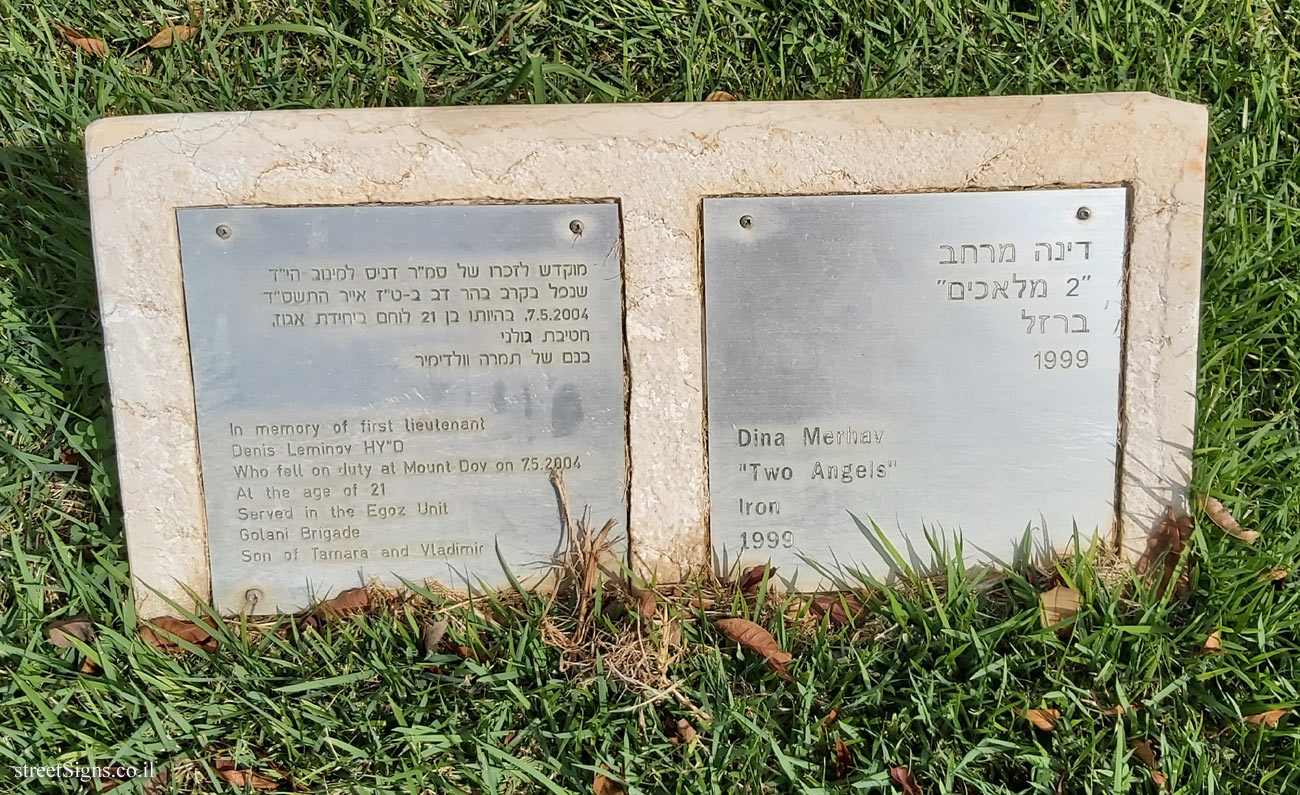 מוקדש לזכרו של סמ"ר דניס למינוב הי"ד
שנפל בקרב בהר דב ב-ט"ז אייר התשס"ד
7.5.2004, בהיותו בן 21 לוחם ביחידת אגוז,
חטיבת גולני
בנם של תמרה וולדימיר
In memory of first lieutenant
Denis Leminov HY"D
Who fell on duty at Mount Dov on 7.5.2004
At the age of 21
Served in the Egoz Unit
Golani Brigade
Son of Tamara and Vladimir
דינה מרחב
"2 מלאכים"
ברזל
1999
Dina Merhav
"Two Angels"
Iron
1999
streetSigns.co.il